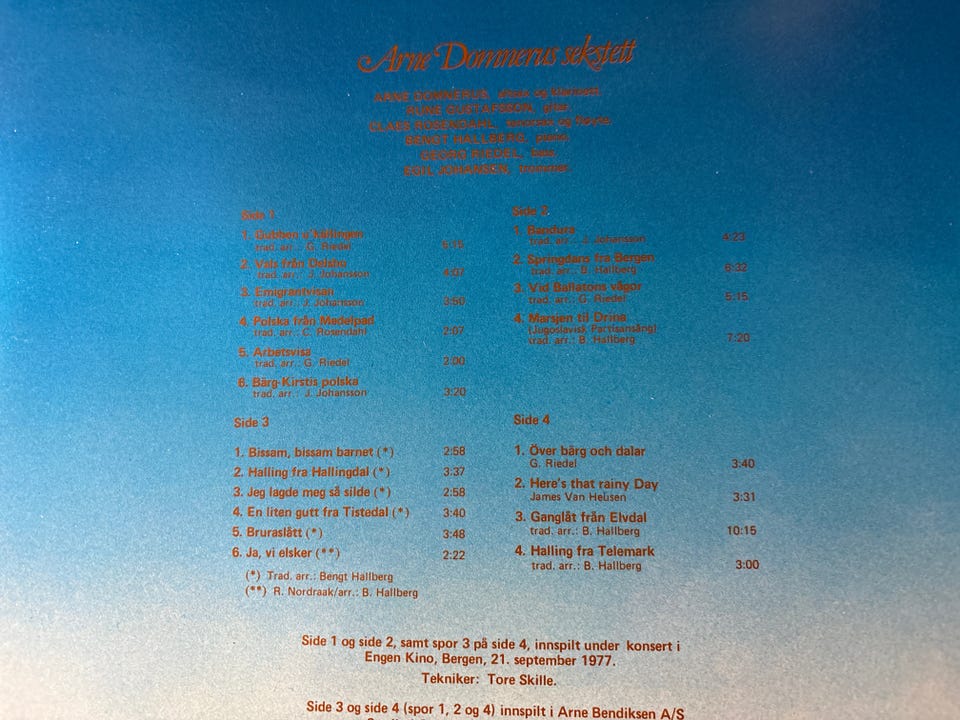 Arne Domnerus sekstett
ARNE DOMNERUS, altsax og klarinett
RUNE GUSTAFSSON, gitar
CLAES ROSENDAHL, tenorsax og fløyte
BENGT HALLBERG, piano
GEORG RIEDEL, bass
EGIL JOHANSEN, trommer
Side 1
1. Gubben o'källingen
trad. arr.: G. Riedel 6:15
2. Vals från Delsbo
trad. arr.: J. Johansson 4:07
3. Emigrantvisan
trad. arr.: J. Johansson 3:50
4. Polska från Medelpad
trad. arr.: C. Rosendahl 2:07
5. Arbetsvisa
trad. arr.: G. Riedel 2:00
6. Bärg-Kirstis polska
trad. arr.: J. Johansson 3:20
Side 2
1. Bandura
trad. arr.: J. Johansson 4:23
2. Springdans fra Bergen
trad. arr.: B. Hallberg 6:32
3. Vid Ballatons vågor
trad. arr.: G. Riedel 5:15
4. Marsjen til Drina
(Jugoslavisk Partisansång)
trad. arr.: B. Hallberg 7:20
Side 3
1. Bissam, bissam barnet (*) 2:58
2. Halling fra Hallingdal (*) 3:37
3. Jeg lagde meg så silde (*) 2:58
4. En liten gutt fra Tistedal (*) 3:40
5. Bruraslått (*) 3:48
6. Ja, vi elsker (**) 2:22
(*) Trad. arr.: Bengt Hallberg
(**) R. Nordraak/arr.: B. Hallberg
Side 4
1. Över bärg och dalar
G. Riedel 3:40
2. Here's that rainy Day
James Van Heusen 3:31
3. Ganglåt från Elvdal
trad. arr.: B. Hallberg 10:15
4. Halling fra Telemark
trad. arr.: B. Hallberg 3:00
Side 1 og side 2, samt spor 3 på side 4, innspilt under konsert i
Engen Kino, Bergen, 21. september 1977.
Tekniker: Tore Skille.
Side 3 og side 4 (spor 1, 2 og 4) innspilt i Arne Bendiksen A/S